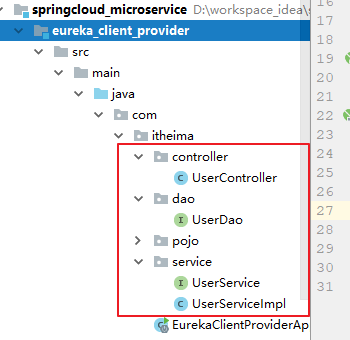 springcloud_microservice D:\workspace_idea\
eureka_client_provider
src
main
java
com
itheima
controller
UserController
dao
UserDao
pojo
service
UserService
UserServiceImpl
EurekaClientProviderAp
16
17
18
19
20
21
22
23
24
25
26
27
28
29
30
31